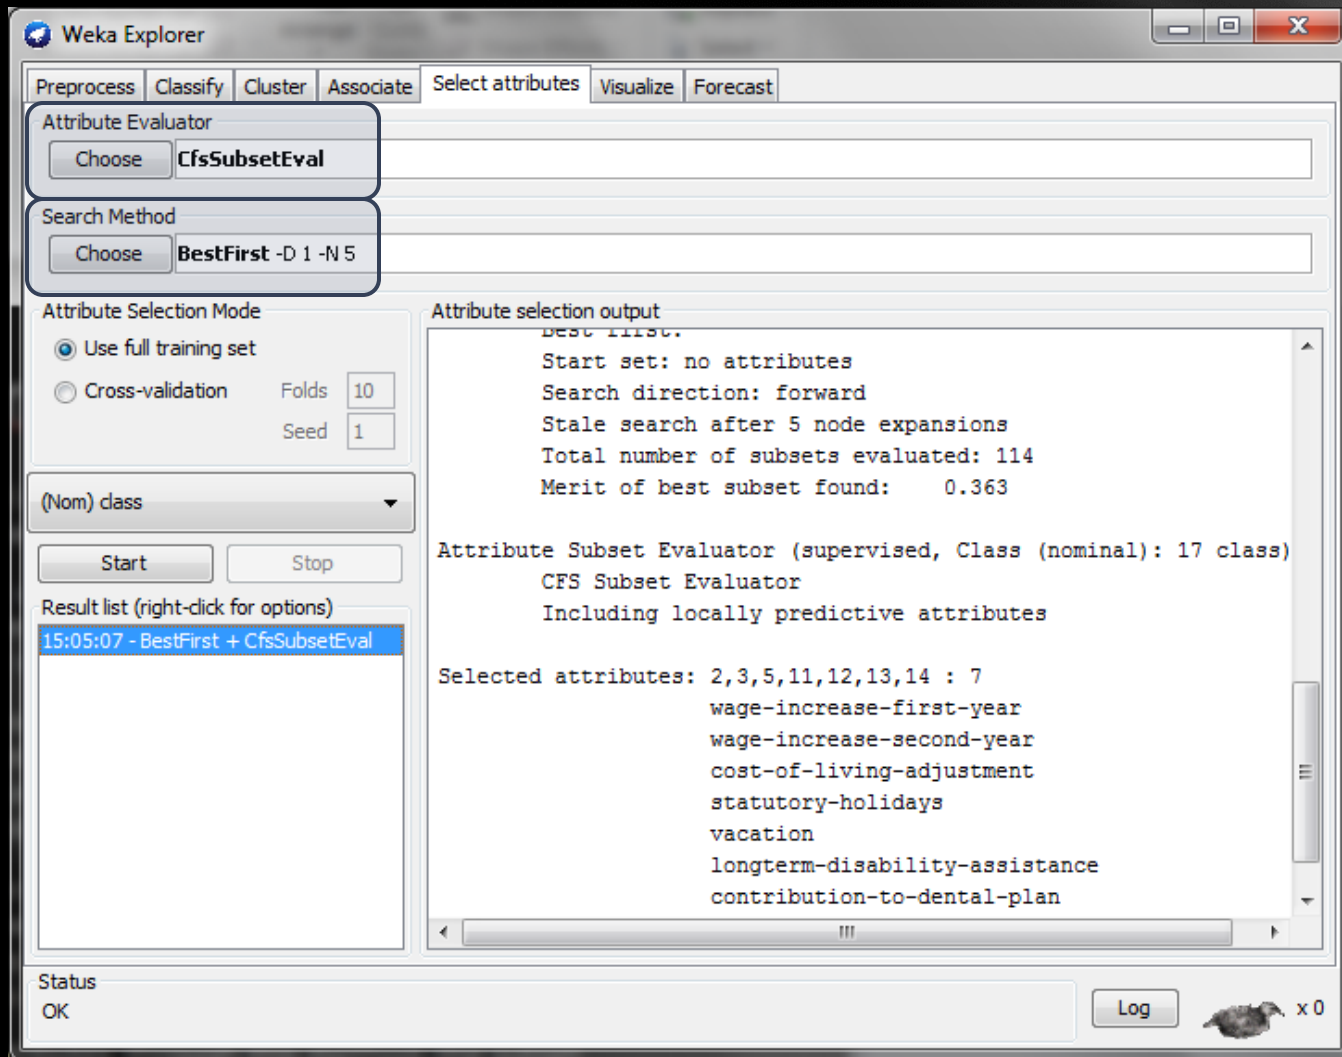 Weka Explorer
Preprocess Classify Cluster Associate Select attributes Visualize Forecast
Attribute Evaluator
Choose CfsSubsetEval
Search Method
Choose BestFirst -D 1 -N 5
Attribute Selection Mode
Use full training set
Cross-validation Folds 10
Seed 1
(Nom) class
Start Stop
Result list (right-click for options)
15:05:07 - BestFirst + CfsSubsetEval
Attribute selection output
Best first.
Start set: no attributes
Search direction: forward
Stale search after 5 node expansions
Total number of subsets evaluated: 114
Merit of best subset found: 0.363
Attribute Subset Evaluator (supervised, Class (nominal): 17 class)
CFS Subset Evaluator
Including locally predictive attributes
Selected attributes: 2,3,5,11,12,13,14 : 7
wage-increase-first-year
wage-increase-second-year
cost-of-living-adjustment
statutory-holidays
vacation
longterm-disability-assistance
contribution-to-dental-plan
Status
OK
Log x 0